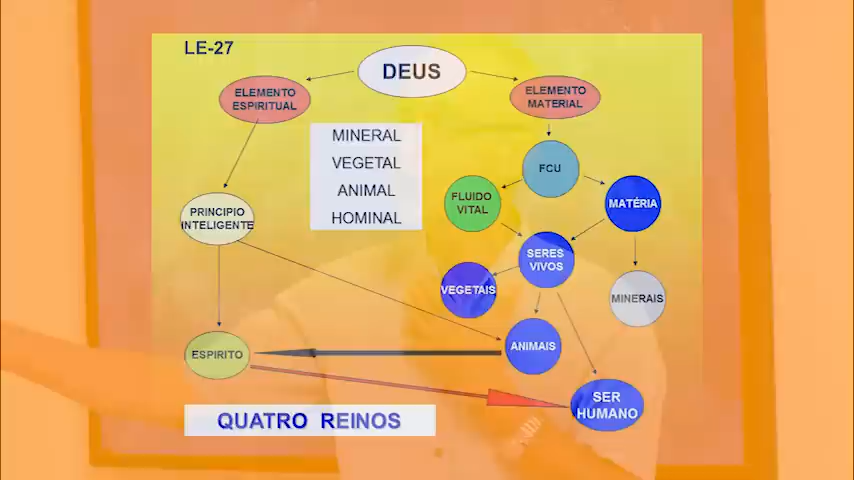 LE-27
DEUS
ELEMENTO
ESPIRITUAL
ELEMENTO
MATERIAL
MINERAL
VEGETAL
ANIMAL
HOMINAL
FCU
FLUIDO
VITAL
MATÉRIA
PRINCIPIO
INTELIGENTE
SERES
VIVOS
VEGETAIS
MINERAIS
ANIMAIS
ESPIRITO
SER
HUMANO
QUATRO REINOS